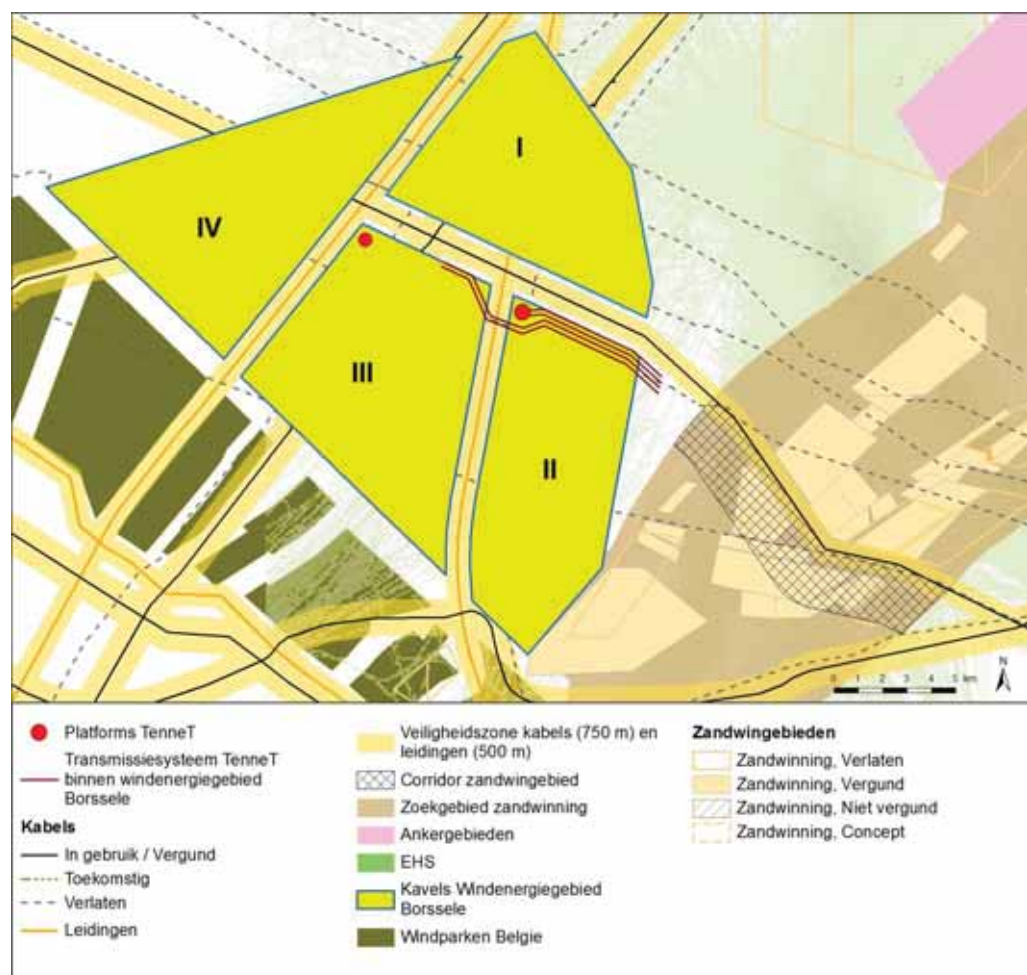 I
IV
III
II
N
0 1 2 3 4 5 km
Platforms TenneT
Transmissiesysteem TenneT
binnen windenergiegebied
Borssele
Kabels
In gebruik / Vergund
Toekomstig
Verlaten
Leidingen
Veiligheidszone kabels (750 m) en
leidingen (500 m)
Corridor zandwingebied
Zoekgebied zandwinning
Ankergebieden
EHS
Kavels Windenergiegebied
Borssele
Windparken Belgie
Zandwingebieden
Zandwinning, Verlaten
Zandwinning, Vergund
Zandwinning, Niet vergund
Zandwinning, Concept